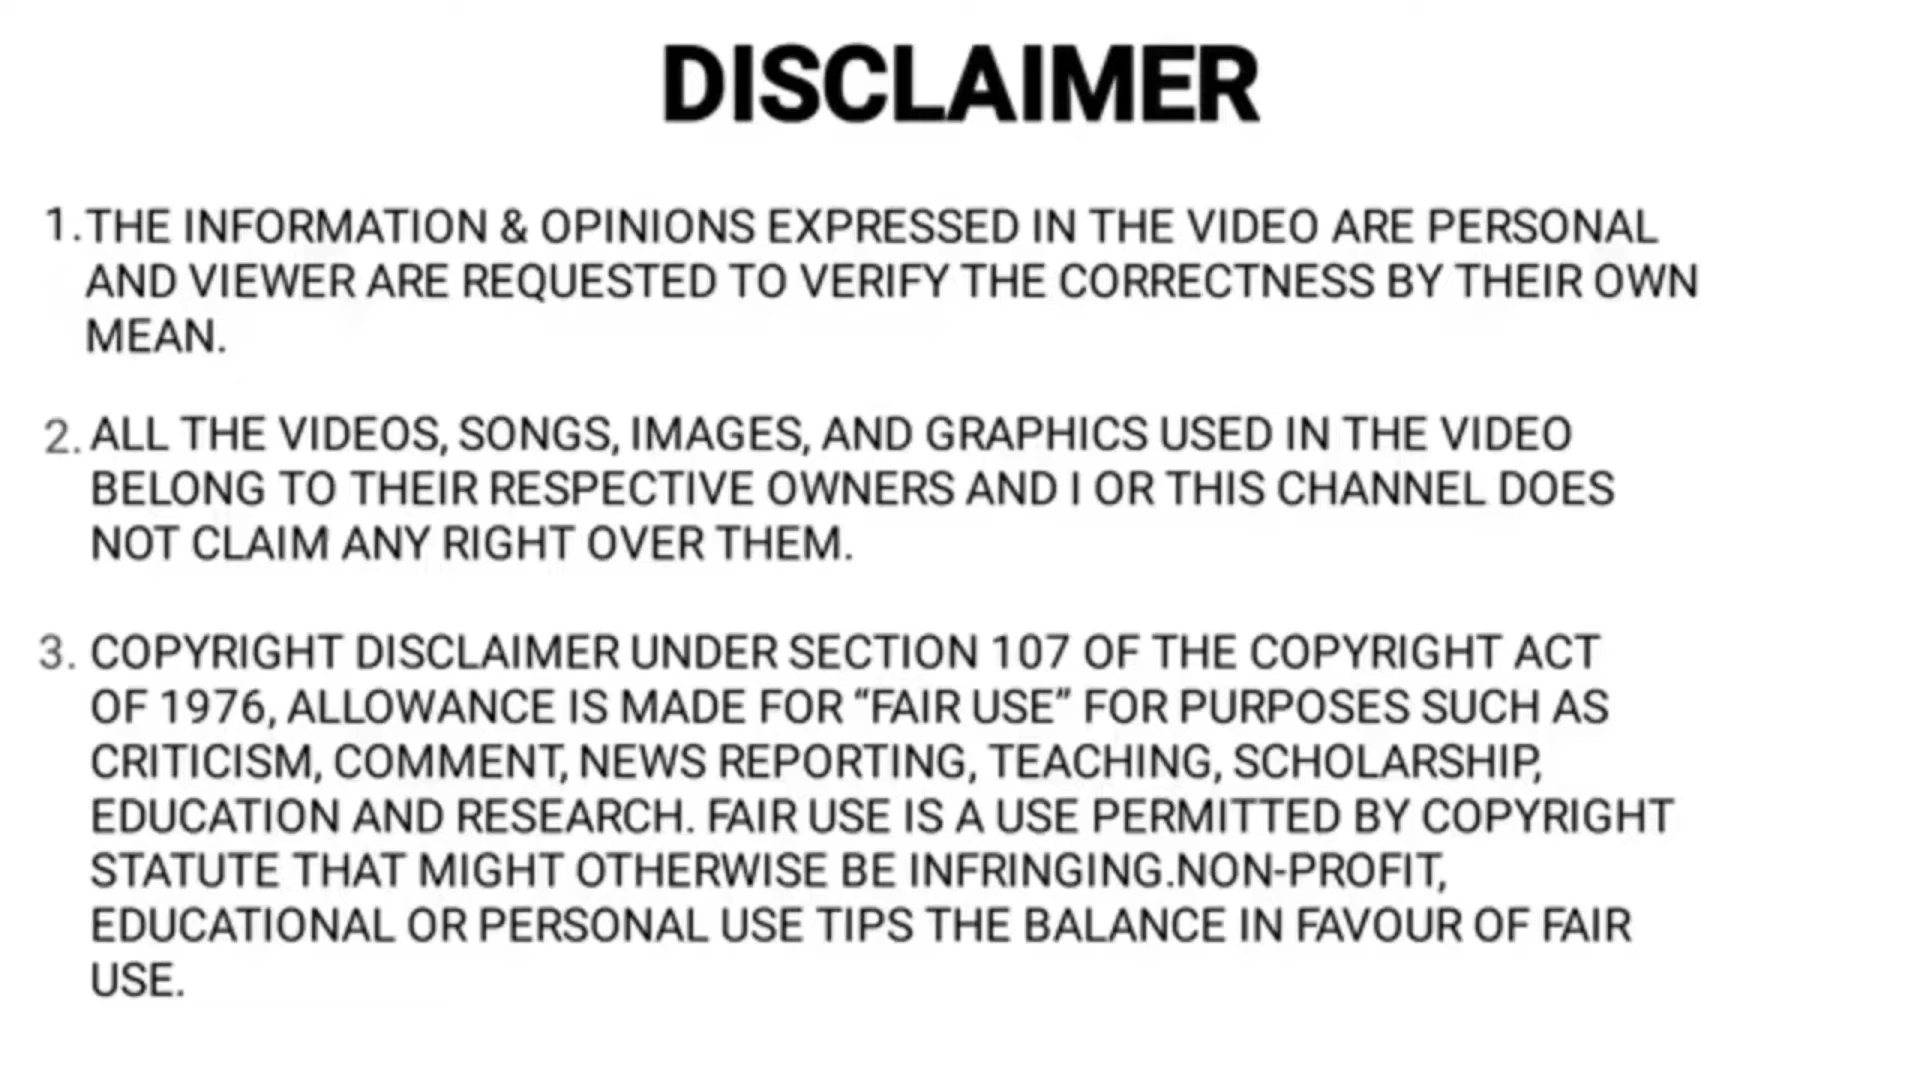 DISCLAIMER
1. THE INFORMATION & OPINIONS EXPRESSED IN THE VIDEO ARE PERSONAL
AND VIEWER ARE REQUESTED TO VERIFY THE CORRECTNESS BY THEIR OWN
MEAN.
2. ALL THE VIDEOS, SONGS, IMAGES, AND GRAPHICS USED IN THE VIDEO
BELONG TO THEIR RESPECTIVE OWNERS AND I OR THIS CHANNEL DOES
NOT CLAIM ANY RIGHT OVER THEM.
3. COPYRIGHT DISCLAIMER UNDER SECTION 107 OF THE COPYRIGHT ACT
OF 1976, ALLOWANCE IS MADE FOR “FAIR USE” FOR PURPOSES SUCH AS
CRITICISM, COMMENT, NEWS REPORTING, TEACHING, SCHOLARSHIP,
EDUCATION AND RESEARCH. FAIR USE IS A USE PERMITTED BY COPYRIGHT
STATUTE THAT MIGHT OTHERWISE BE INFRINGING.NON-PROFIT,
EDUCATIONAL OR PERSONAL USE TIPS THE BALANCE IN FAVOUR OF FAIR
USE.